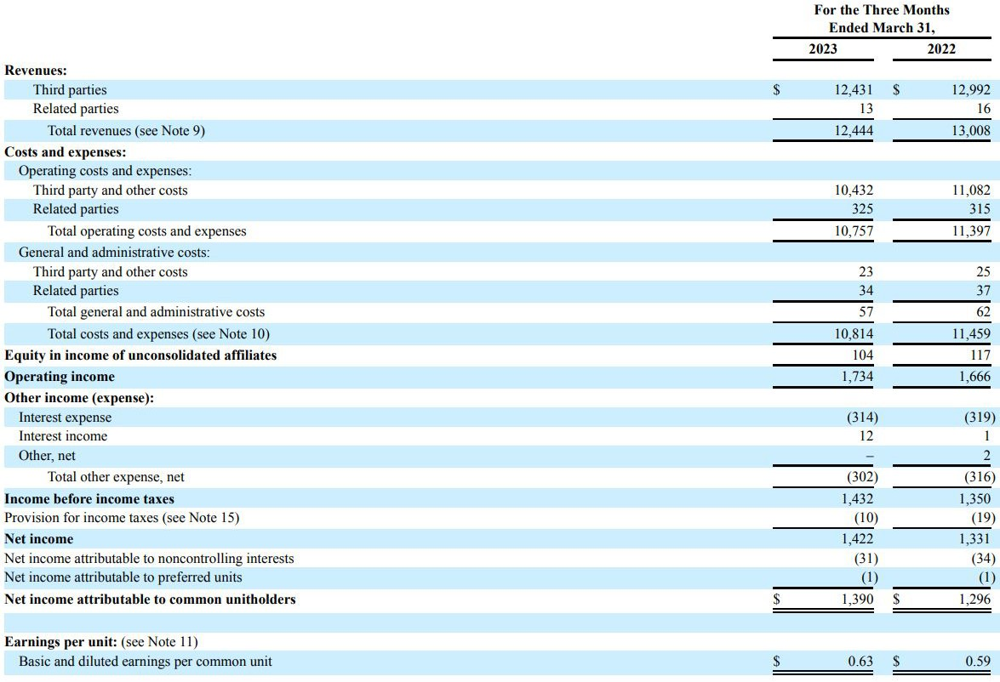 For the Three Months
Ended March 31,
2023 2022
Revenues:
Third parties $ 12,431 $ 12,992
Related parties 13 16
Total revenues (see Note 9) 12,444 13,008
Costs and expenses:
Operating costs and expenses:
Third party and other costs 10,432 11,082
Related parties 325 315
Total operating costs and expenses 10,757 11,397
General and administrative costs:
Third party and other costs 23 25
Related parties 34 37
Total general and administrative costs 57 62
Total costs and expenses (see Note 10) 10,814 11,459
Equity in income of unconsolidated affiliates 104 117
Operating income 1,734 1,666
Other income (expense):
Interest expense (314) (319)
Interest income 12 1
Other, net – 2
Total other expense, net (302) (316)
Income before income taxes 1,432 1,350
Provision for income taxes (see Note 15) (10) (19)
Net income 1,422 1,331
Net income attributable to noncontrolling interests (31) (34)
Net income attributable to preferred units (1) (1)
Net income attributable to common unitholders $ 1,390 $ 1,296
Earnings per unit: (see Note 11)
Basic and diluted earnings per common unit $ 0.63 $ 0.59